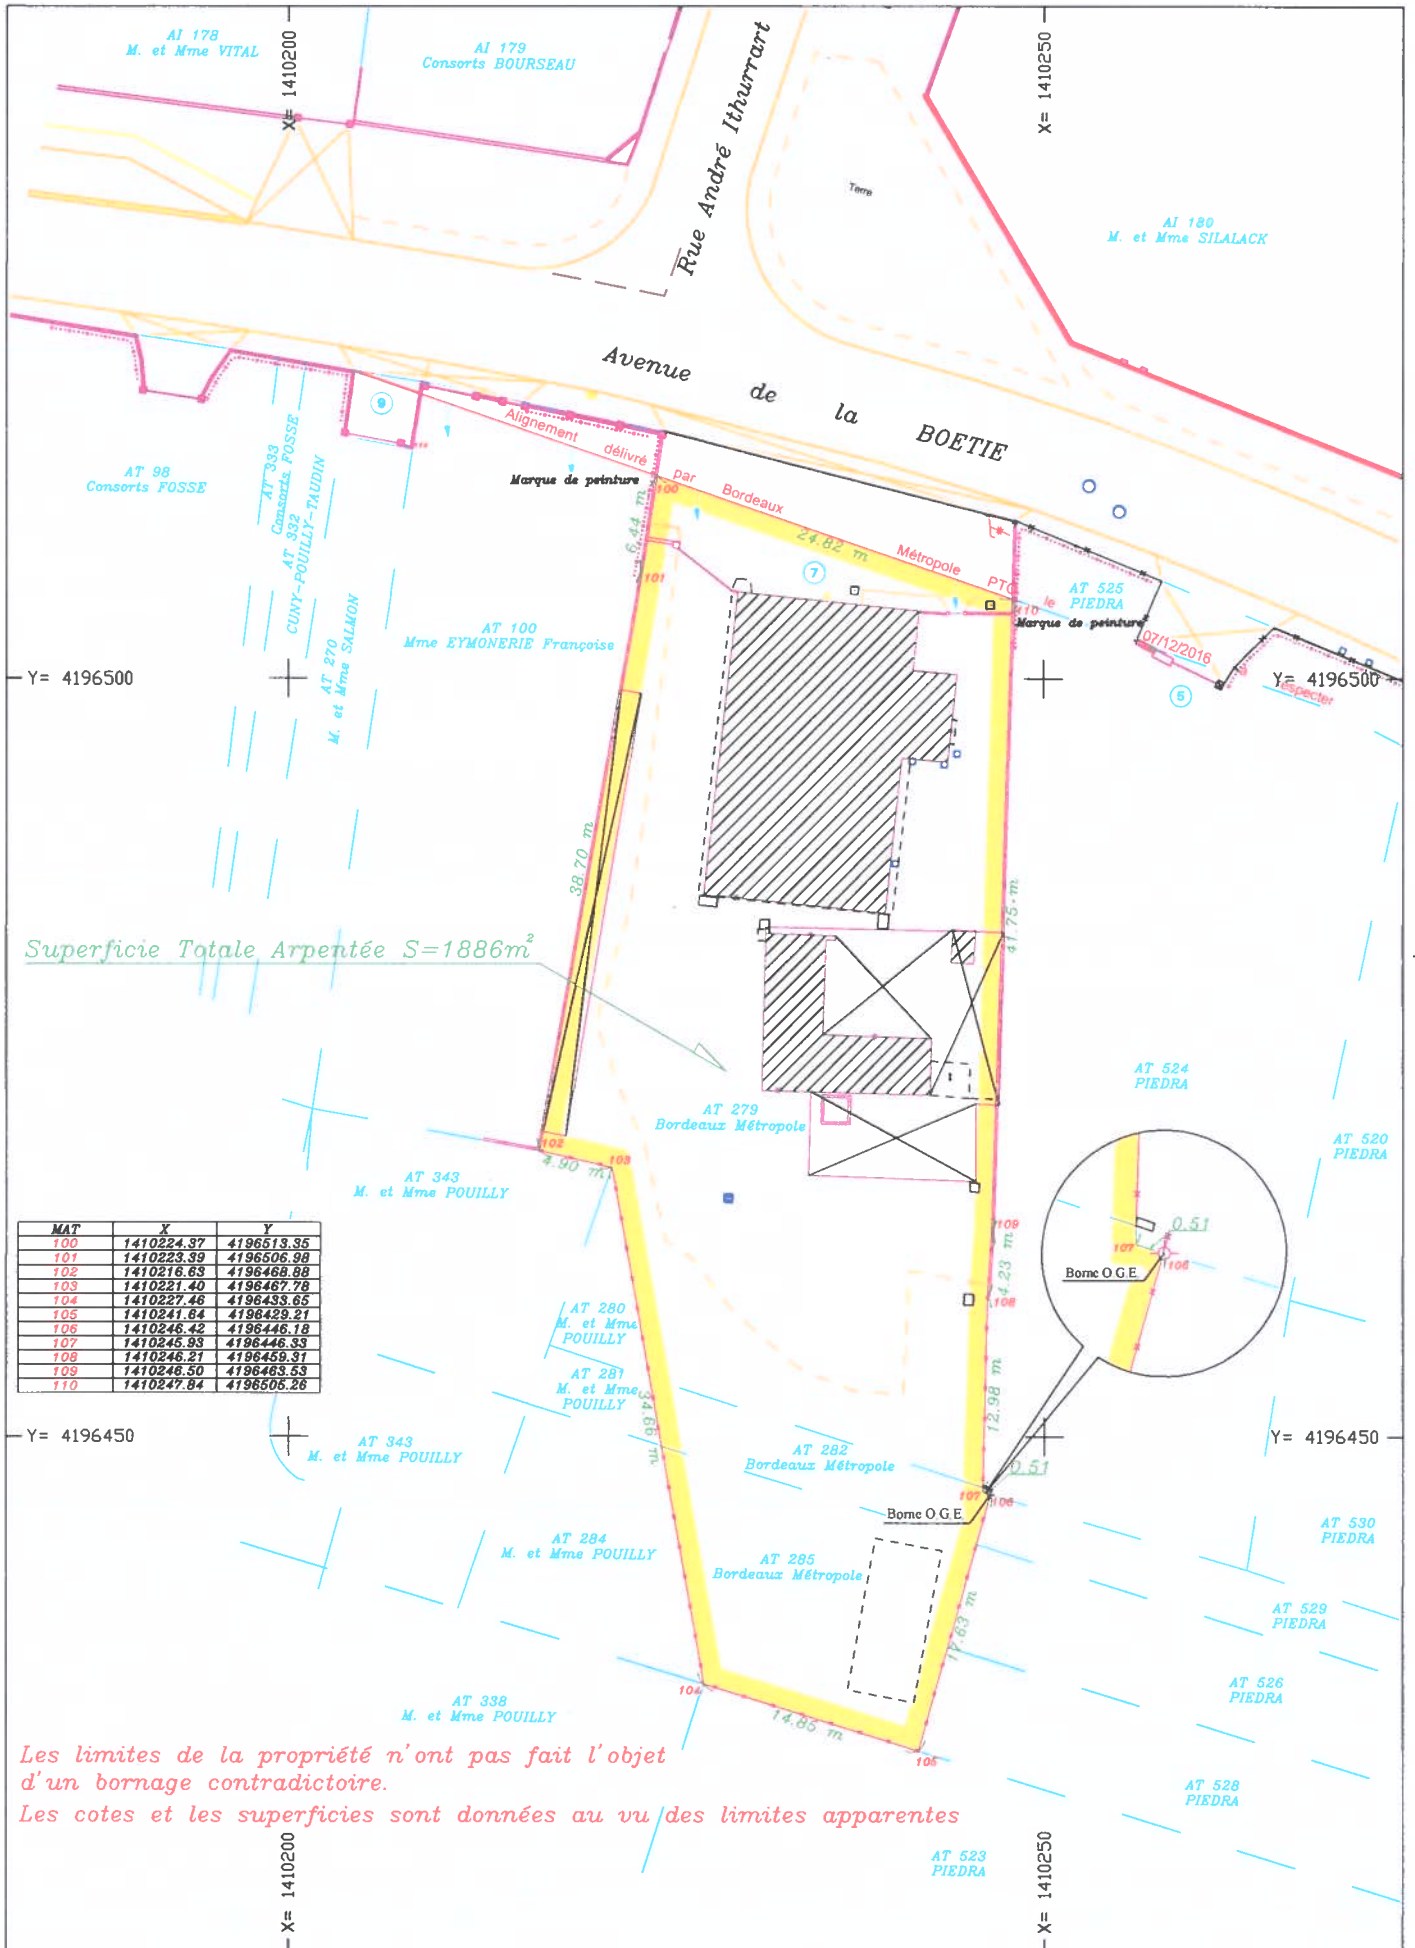 X= 1410200
X= 1410250
AI 178
M. et Mme VITAL
AI 179
Consorts BOURSEAU
Rue André Ithurrart
Terre
AI 180
M. et Mme SILALACK
Avenue de la BOETIE
9
Alignement délivré par Bordeaux Métropole PTC le 07/12/2016
AT 98
Consorts FOSSE
AT 333
Consorts FOSSE
AT 332
CUNY-POUILLY-TAUDIN
AT 270
M. et Mme SALMON
Marque de peinture
100
6.44 m
24.82 m
101
7
AT 525
PIEDRA
110
Marque de peinture
AT 100
Mme EYMONERIE Françoise
Y= 4196500
Y= 4196500
especter
5
38.70 m
41.75 m
Superficie Totale Arpentée S=1886m²
AT 524
PIEDRA
AT 279
Bordeaux Métropole
AT 520
PIEDRA
102
4.90 m
103
AT 343
M. et Mme POUILLY
MAT X Y
100 1410224.37 4196513.35
101 1410223.39 4196506.98
102 1410216.63 4196468.88
103 1410221.40 4196467.78
104 1410227.46 4196433.65
105 1410241.64 4196429.21
106 1410246.42 4196446.18
107 1410245.93 4196446.33
108 1410246.21 4196459.31
109 1410246.50 4196463.53
110 1410247.84 4196505.26
109
4.23 m
108
0.51
107
106
Borne O.G.E.
AT 280
M. et Mme
POUILLY
AT 281
M. et Mme
POUILLY
34.66 m
12.98 m
Y= 4196450
Y= 4196450
AT 343
M. et Mme POUILLY
AT 282
Bordeaux Métropole
0.51
107
106
Borne O.G.E.
AT 284
M. et Mme POUILLY
AT 285
Bordeaux Métropole
AT 530
PIEDRA
AT 529
PIEDRA
17.63 m
AT 526
PIEDRA
104
AT 338
M. et Mme POUILLY
14.85 m
105
Les limites de la propriété n'ont pas fait l'objet
d'un bornage contradictoire.
Les cotes et les superficies sont données au vu des limites apparentes
AT 528
PIEDRA
AT 523
PIEDRA
X= 1410200
X= 1410250